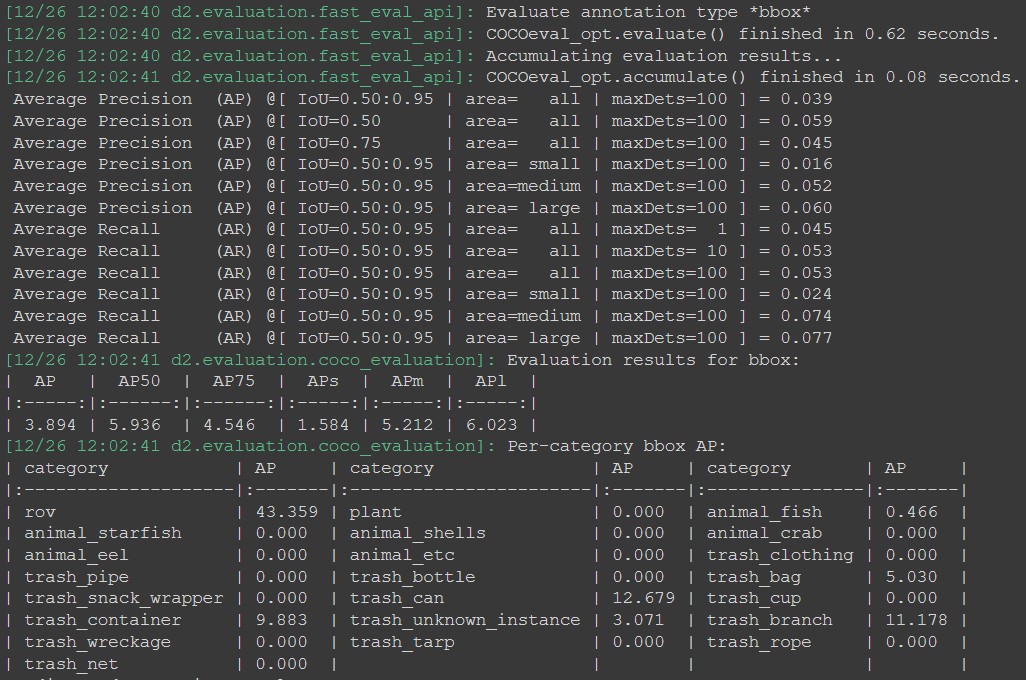 [12/26 12:02:40 d2.evaluation.fast_eval_api]: Evaluate annotation type *bbox*
[12/26 12:02:40 d2.evaluation.fast_eval_api]: COCOeval_opt.evaluate() finished in 0.62 seconds.
[12/26 12:02:40 d2.evaluation.fast_eval_api]: Accumulating evaluation results...
[12/26 12:02:41 d2.evaluation.fast_eval_api]: COCOeval_opt.accumulate() finished in 0.08 seconds.
 Average Precision  (AP) @[ IoU=0.50:0.95 | area=   all | maxDets=100 ] = 0.039
 Average Precision  (AP) @[ IoU=0.50      | area=   all | maxDets=100 ] = 0.059
 Average Precision  (AP) @[ IoU=0.75      | area=   all | maxDets=100 ] = 0.045
 Average Precision  (AP) @[ IoU=0.50:0.95 | area= small | maxDets=100 ] = 0.016
 Average Precision  (AP) @[ IoU=0.50:0.95 | area=medium | maxDets=100 ] = 0.052
 Average Precision  (AP) @[ IoU=0.50:0.95 | area= large | maxDets=100 ] = 0.060
 Average Recall     (AR) @[ IoU=0.50:0.95 | area=   all | maxDets=  1 ] = 0.045
 Average Recall     (AR) @[ IoU=0.50:0.95 | area=   all | maxDets= 10 ] = 0.053
 Average Recall     (AR) @[ IoU=0.50:0.95 | area=   all | maxDets=100 ] = 0.053
 Average Recall     (AR) @[ IoU=0.50:0.95 | area= small | maxDets=100 ] = 0.024
 Average Recall     (AR) @[ IoU=0.50:0.95 | area=medium | maxDets=100 ] = 0.074
 Average Recall     (AR) @[ IoU=0.50:0.95 | area= large | maxDets=100 ] = 0.077
[12/26 12:02:41 d2.evaluation.coco_evaluation]: Evaluation results for bbox:
|  AP   |  AP50  |  AP75  |  APs  |  APm  |  APl  |
|:-----:|:------:|:------:|:-----:|:-----:|:-----:|
| 3.894 | 5.936  | 4.546  | 1.584 | 5.212 | 6.023 |
[12/26 12:02:41 d2.evaluation.coco_evaluation]: Per-category bbox AP:
| category            | AP     | category               | AP     | category       | AP     |
|:--------------------|:-------|:-----------------------|:-------|:---------------|:-------|
| rov                 | 43.359 | plant                  | 0.000  | animal_fish    | 0.466  |
| animal_starfish     | 0.000  | animal_shells          | 0.000  | animal_crab    | 0.000  |
| animal_eel          | 0.000  | animal_etc             | 0.000  | trash_clothing | 0.000  |
| trash_pipe          | 0.000  | trash_bottle           | 0.000  | trash_bag      | 5.030  |
| trash_snack_wrapper | 0.000  | trash_can              | 12.679 | trash_cup      | 0.000  |
| trash_container     | 9.883  | trash_unknown_instance | 3.071  | trash_branch   | 11.178 |
| trash_wreckage      | 0.000  | trash_tarp             | 0.000  | trash_rope     | 0.000  |
| trash_net           | 0.000  |                        |        |                |        |